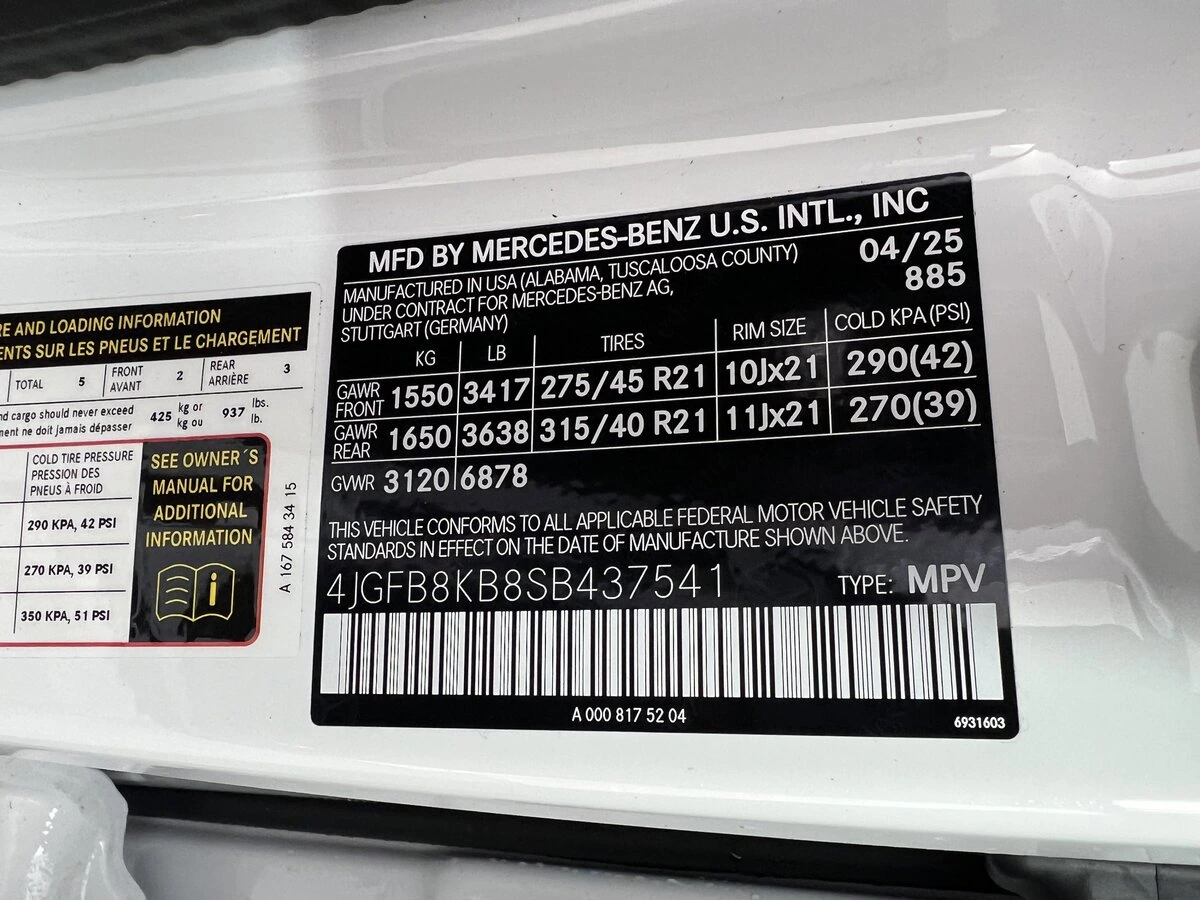 MFD BY MERCEDES-BENZ U.S. INTL., INC
MANUFACTURED IN USA (ALABAMA, TUSCALOOSA COUNTY)
UNDER CONTRACT FOR MERCEDES-BENZ AG,
STUTTGART (GERMANY)
04/25
885
KG LB TIRES RIM SIZE COLD KPA (PSI)
GAWR FRONT 1550 3417 275/45 R21 10Jx21 290(42)
GAWR REAR 1650 3638 315/40 R21 11Jx21 270(39)
GVWR 3120 6878
THIS VEHICLE CONFORMS TO ALL APPLICABLE FEDERAL MOTOR VEHICLE SAFETY
STANDARDS IN EFFECT ON THE DATE OF MANUFACTURE SHOWN ABOVE.
4JGFB8KB8SB437541 TYPE: MPV
A 000 817 52 04 6931603
AND LOADING INFORMATION
SUR LES PNEUS ET LE CHARGEMENT
TOTAL 5 FRONT AVANT 2 REAR ARRIÈRE 3
cargo should never exceed 425 kg or 937 lbs.
ne doit jamais dépasser kg ou lb.
COLD TIRE PRESSURE
PRESSION DES
PNEUS À FROID
290 KPA, 42 PSI
270 KPA, 39 PSI
350 KPA, 51 PSI
SEE OWNER´S
MANUAL FOR
ADDITIONAL
INFORMATION
i
A 167 584 34 15